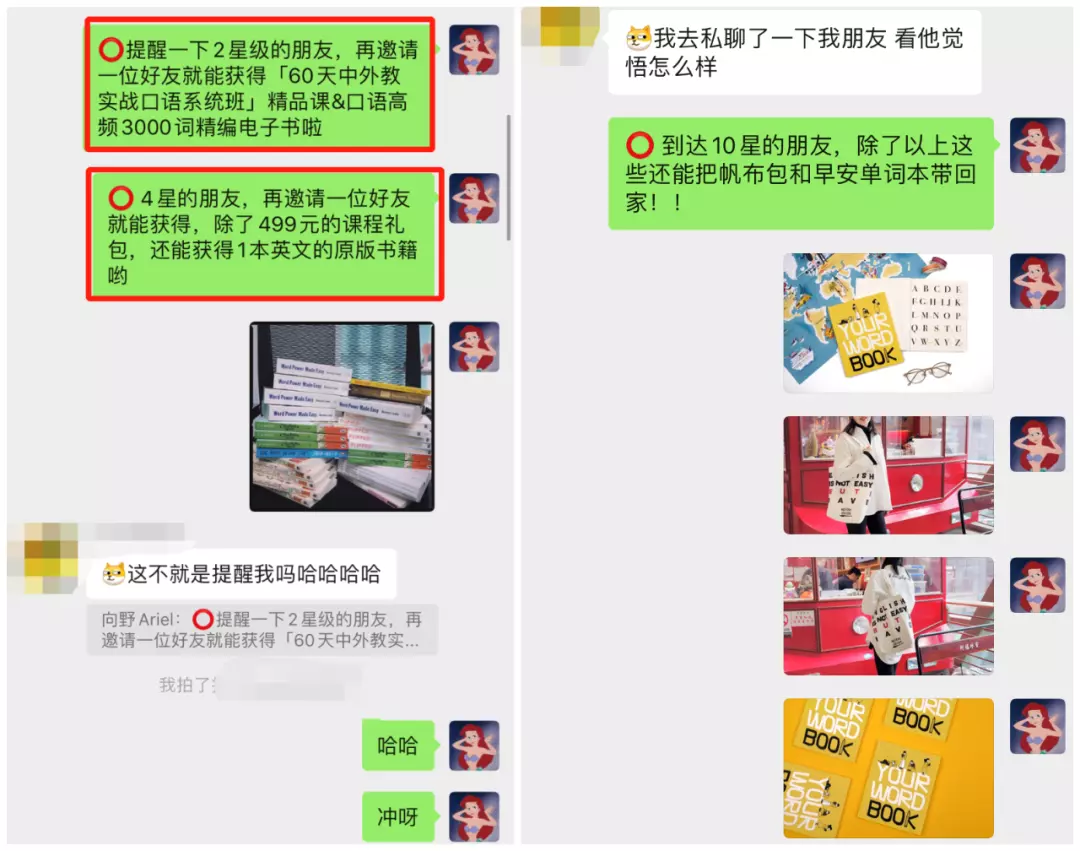 ⭕提醒一下2星级的朋友，再邀请
一位好友就能获得「60天中外教
实战口语系统班」精品课&口语高
频3000词精编电子书啦
⭕ 4星的朋友，再邀请一位好友
就能获得，除了499元的课程礼
包，还能获得1本英文的原版书籍
哟
Word Power Made Easy
Word Power Made Easy
Word Power Made Easy
Word Power Made Easy
Word Power Made Easy
这不就是提醒我吗哈哈哈哈
向野Ariel：⭕提醒一下2星级的朋友，再
邀请一位好友就能获得「60天中外教实...
我拍了拍
哈哈
冲呀
我去私聊了一下我朋友 看他觉
悟怎么样
⭕ 到达10星的朋友，除了以上这
些还能把帆布包和早安单词本带回
家！！
YOUR
WORD
BOOK
A B C D E
F G H I J K
L M N O P
Q R S T U
V W X Y Z
IS NOT EASY
BUT
IS NOT EASY
BUT
YOUR
WORD
BOOK
WORD
BOOK
YOUR
WORD
BOOK
YOUR
WORD